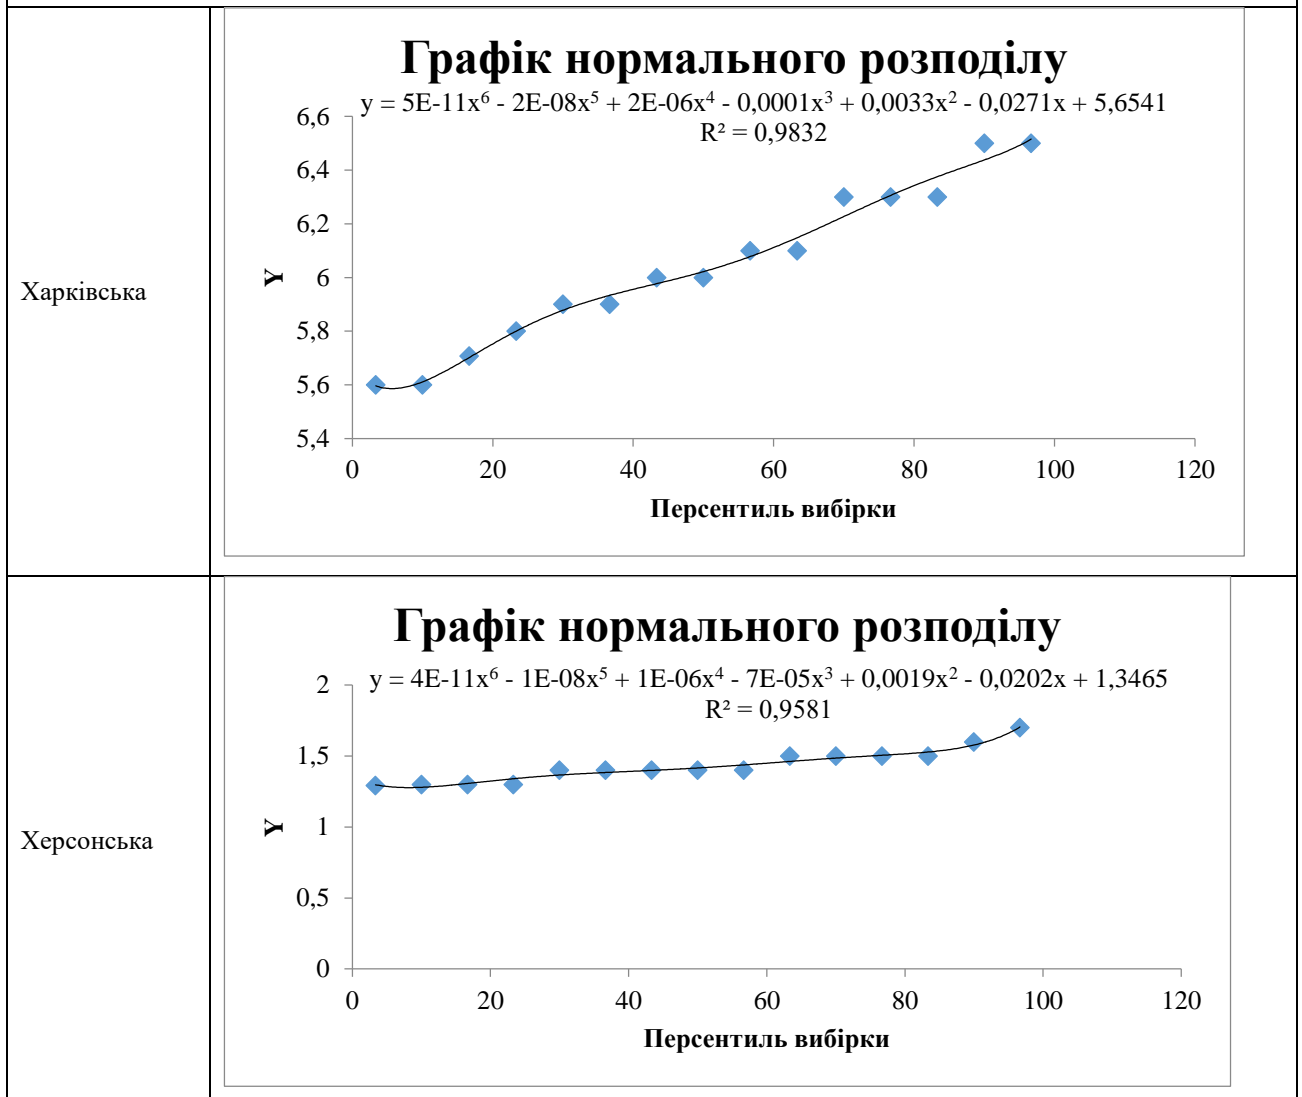 Харківська
Графік нормального розподілу
y = 5E-11x⁶ - 2E-08x⁵ + 2E-06x⁴ - 0,0001x³ + 0,0033x² - 0,0271x + 5,6541
R² = 0,9832
6,6
6,4
6,2
6
5,8
5,6
5,4
Y
0 20 40 60 80 100 120
Персентиль вибірки
Херсонська
Графік нормального розподілу
y = 4E-11x⁶ - 1E-08x⁵ + 1E-06x⁴ - 7E-05x³ + 0,0019x² - 0,0202x + 1,3465
R² = 0,9581
2
1,5
1
0,5
0
Y
0 20 40 60 80 100 120
Персентиль вибірки